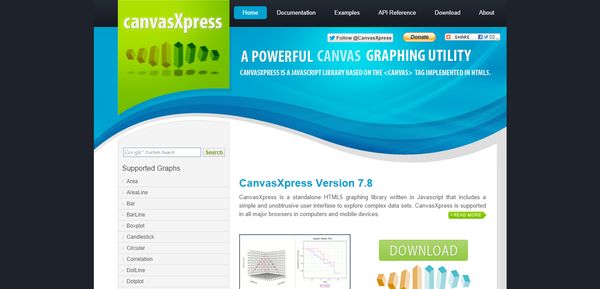 canvasXpress
Home Documentation Examples API Reference Download About
Follow @CanvasXpress Donate SHARE
A POWERFUL CANVAS GRAPHING UTILITY
CANVASXPRESS IS A JAVASCRIPT LIBRARY BASED ON THE <CANVAS> TAG IMPLEMENTED IN HTML5.
Google Custom Search Search
Supported Graphs
Area
AreaLine
Bar
BarLine
Boxplot
Candlestick
Circular
Correlation
DotLine
Dotplot
CanvasXpress Version 7.8
CanvasXpress is a standalone HTML5 graphing library written in Javascript that includes a
simple and unobtrusive user interfase to explore complex data sets. CanvasXpress is supported
in all major browsers in computers and mobile devices.
READ MORE
DOWNLOAD